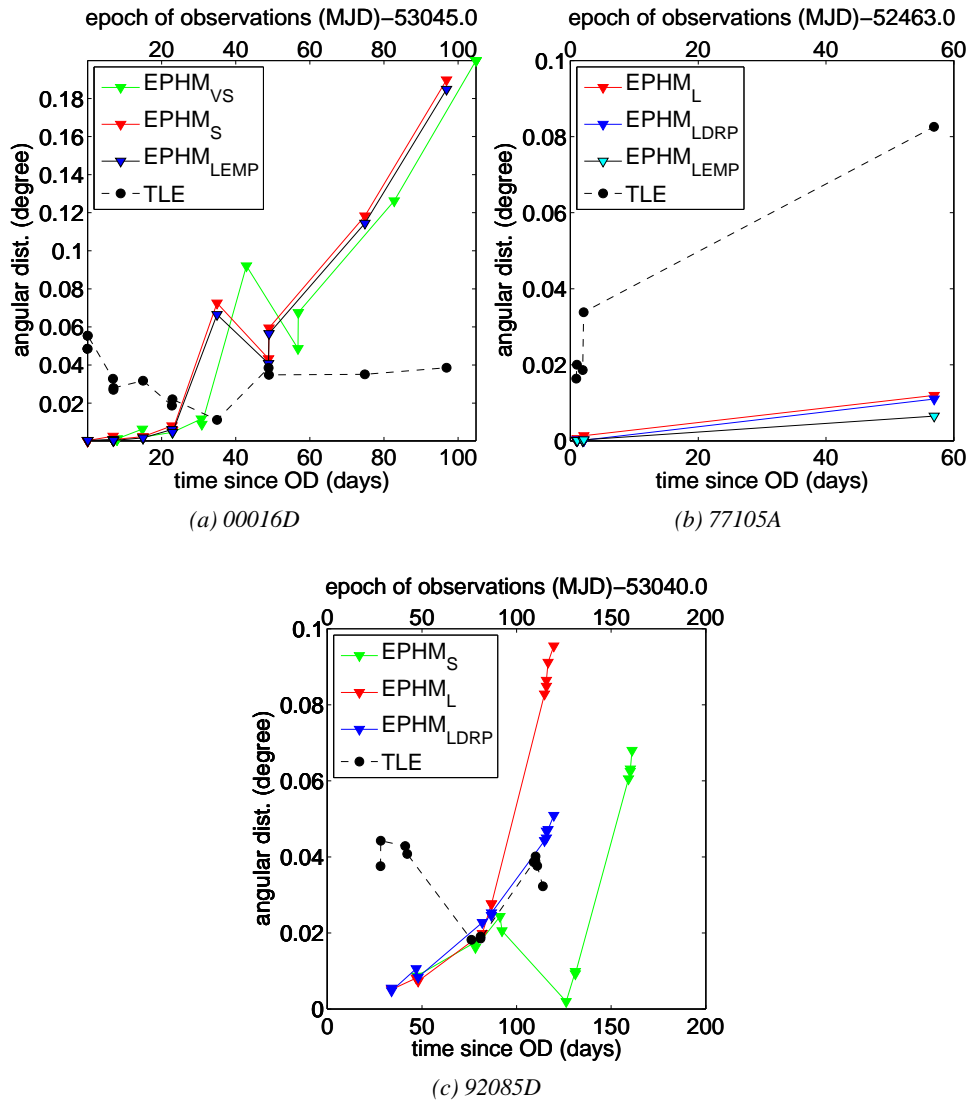 epoch of observations (MJD)−53045.0
0 20 40 60 80 100
0.18
0.16
0.14
0.12
0.1
0.08
0.06
0.04
0.02
angular dist. (degree)
EPHM_VS
EPHM_S
EPHM_LEMP
TLE
20 40 60 80 100
time since OD (days)
(a) 00016D
epoch of observations (MJD)−52463.0
0 20 40 60
0.1
0.08
0.06
0.04
0.02
0
angular dist. (degree)
EPHM_L
EPHM_LDRP
EPHM_LEMP
TLE
0 20 40 60
time since OD (days)
(b) 77105A
epoch of observations (MJD)−53040.0
0 50 100 150 200
0.1
0.08
0.06
0.04
0.02
0
angular dist. (degree)
EPHM_S
EPHM_L
EPHM_LDRP
TLE
50 100 150 200
time since OD (days)
(c) 92085D